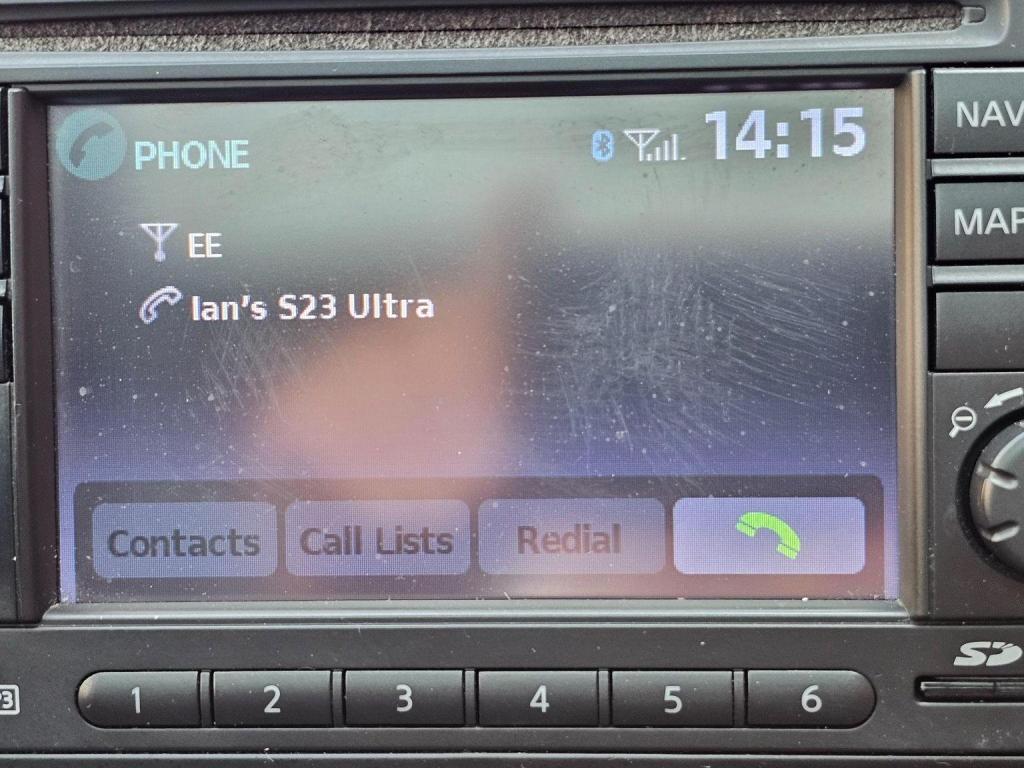 PHONE 14:15
NAV
MAP
EE
Ian's S23 Ultra
Contacts Call Lists Redial
SD
1 2 3 4 5 6